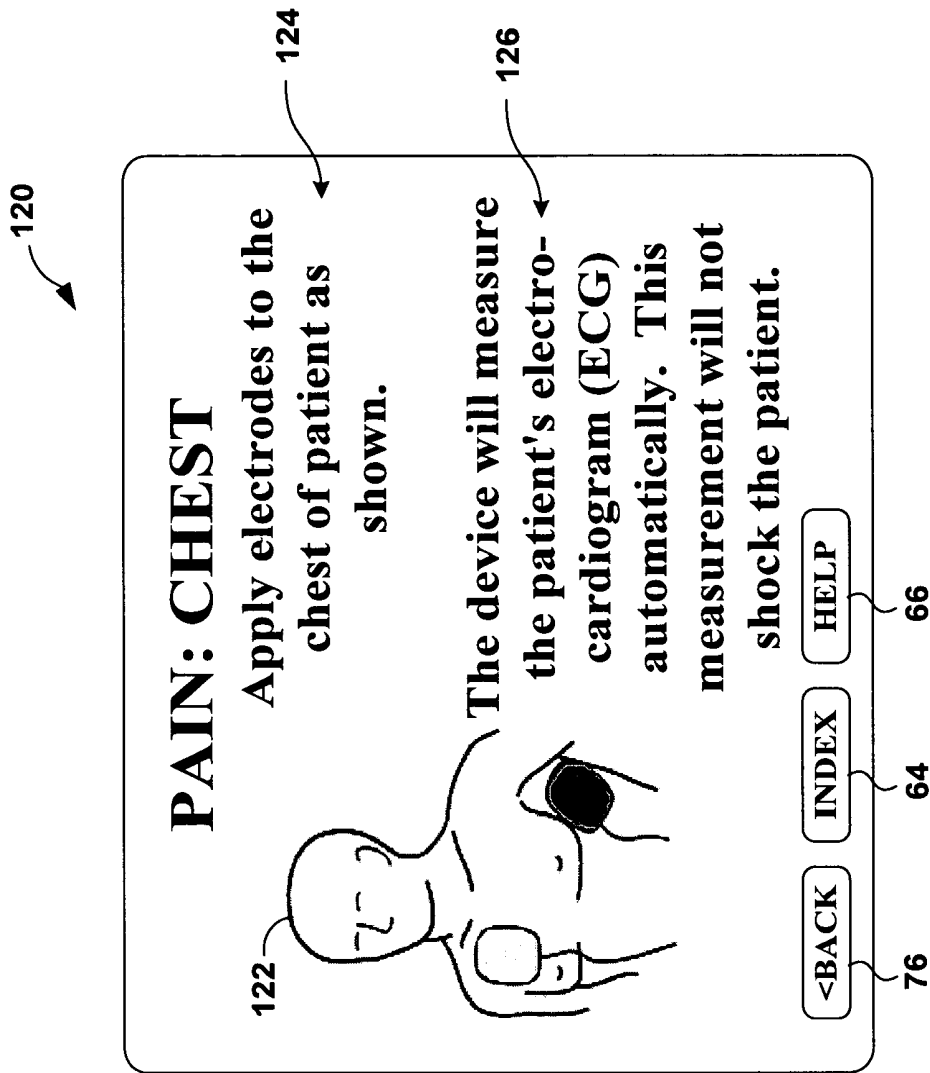 120
PAIN: CHEST
Apply electrodes to the
chest of patient as
shown.
124
122
The device will measure
the patient's electro-
cardiogram (ECG)
automatically. This
measurement will not
shock the patient.
126
<BACK
INDEX
HELP
76
64
66